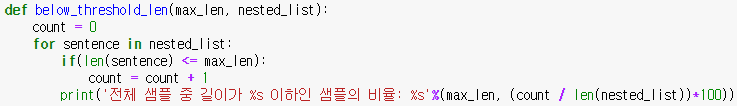 def below_threshold_len(max_len, nested_list):
    count = 0
    for sentence in nested_list:
        if(len(sentence) <= max_len):
            count = count + 1
        print('전체 샘플 중 길이가 %s 이하인 샘플의 비율: %s'%(max_len, (count / len(nested_list))*100))